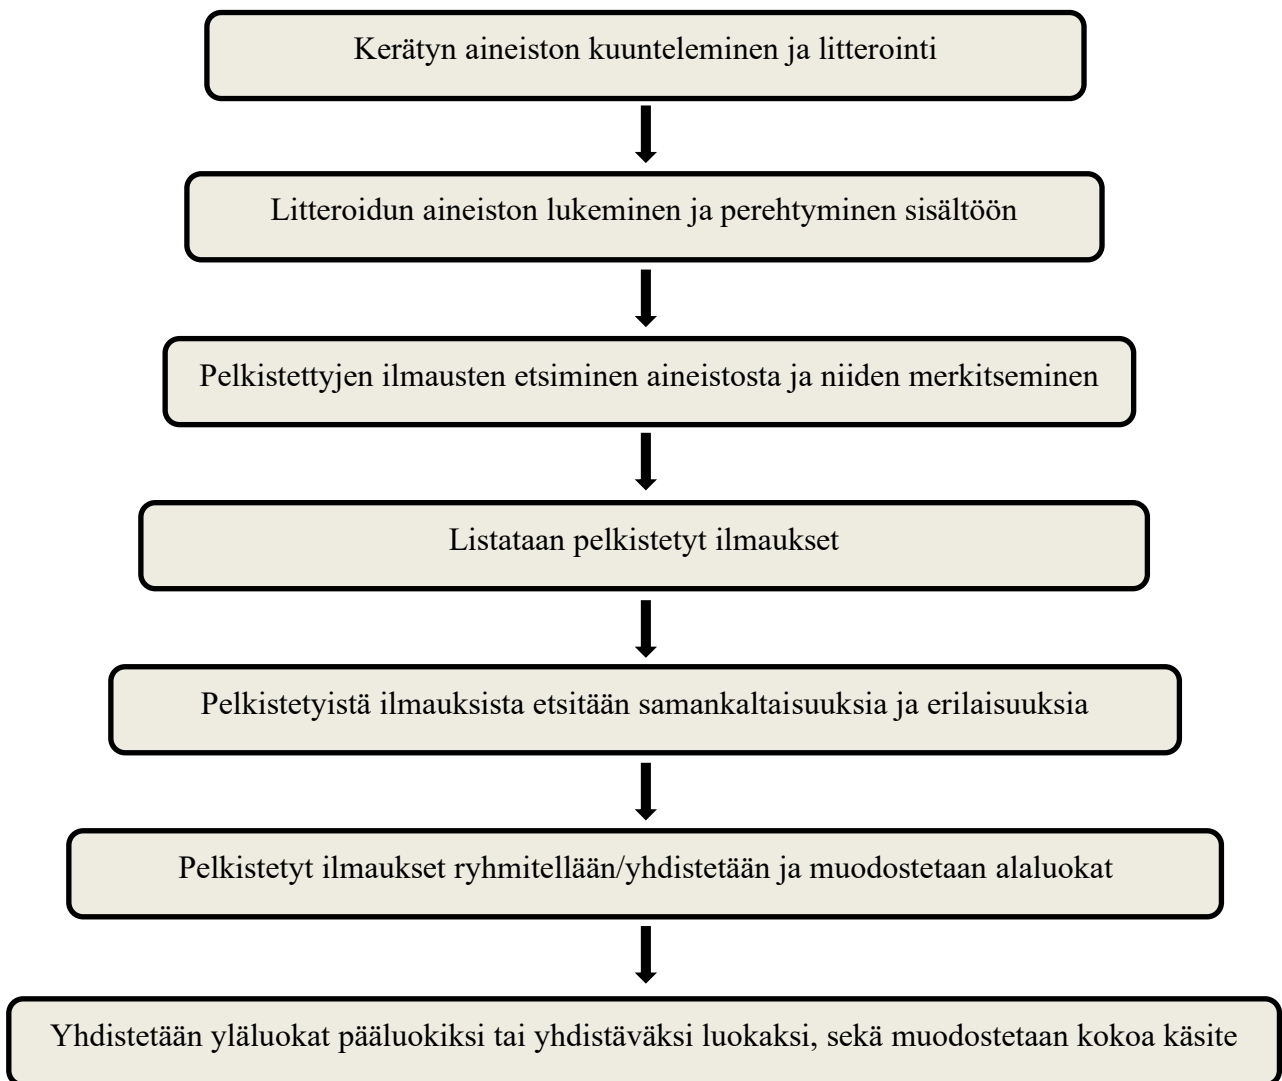 Kerätyn aineiston kuunteleminen ja litterointi
Litteroidun aineiston lukeminen ja perehtyminen sisältöön
Pelkistettyjen ilmausten etsiminen aineistosta ja niiden merkitseminen
Listataan pelkistetyt ilmaukset
Pelkistetyistä ilmauksista etsitään samankaltaisuuksia ja erilaisuuksia
Pelkistetyt ilmaukset ryhmitellään/yhdistetään ja muodostetaan alaluokat
Yhdistetään yläluokat pääluokiksi tai yhdistäväksi luokaksi, sekä muodostetaan kokoa käsite